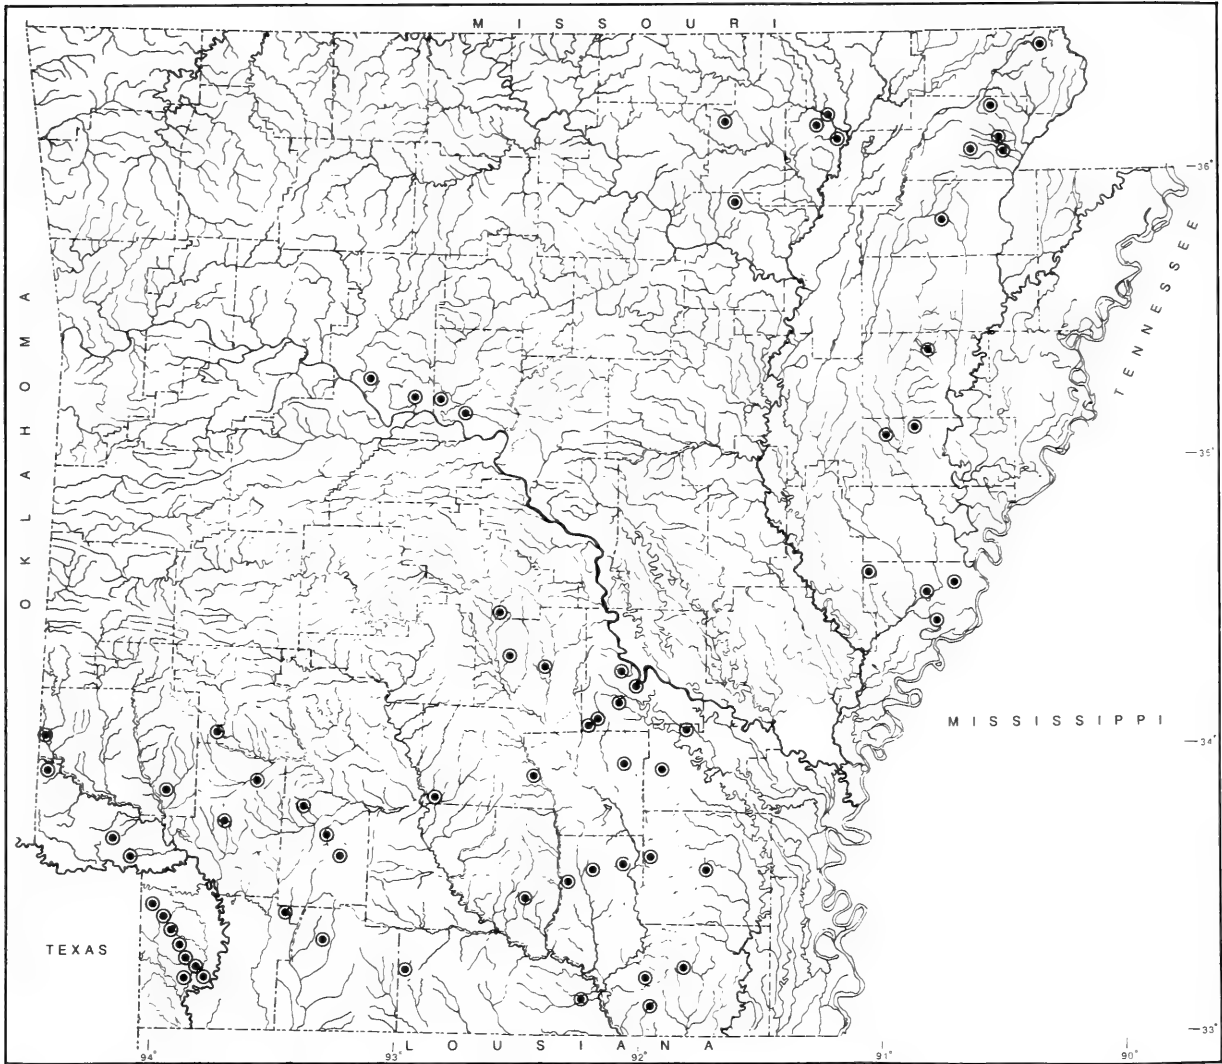 MISSOURI
36°
TENNESSEE
OKLAHOMA
35°
MISSISSIPPI
34°
TEXAS
33°
94° 93° 92° 91° 90°
LOUSIANA